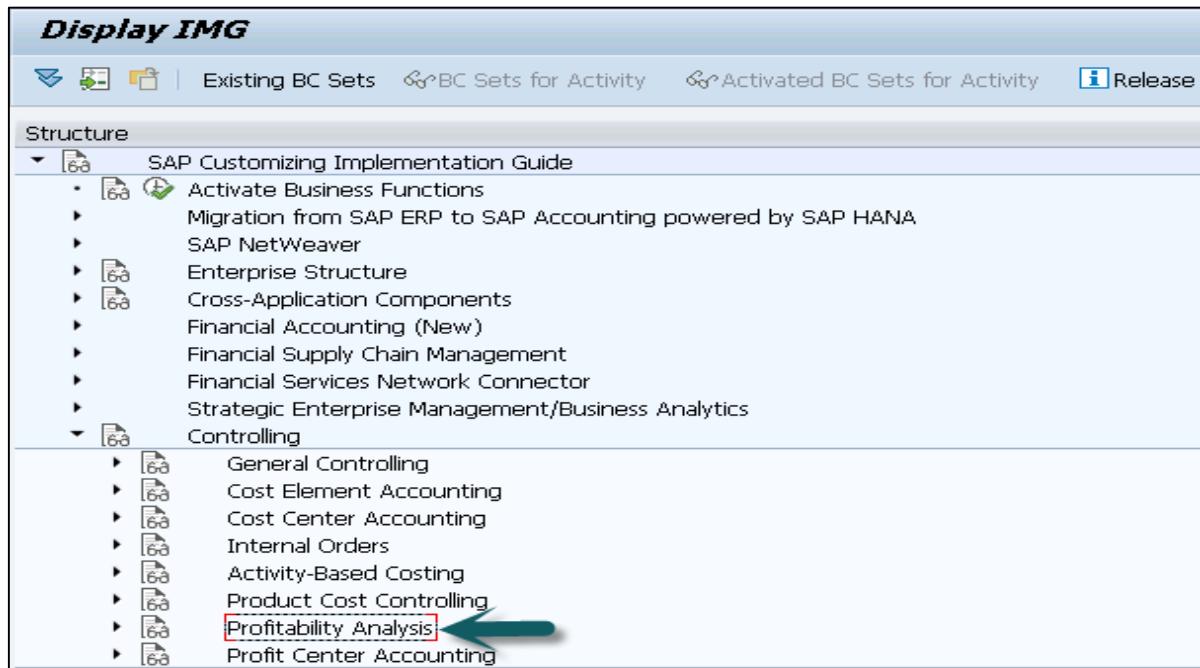 Display IMG
Existing BC Sets BC Sets for Activity Activated BC Sets for Activity Release
Structure
SAP Customizing Implementation Guide
Activate Business Functions
Migration from SAP ERP to SAP Accounting powered by SAP HANA
SAP NetWeaver
Enterprise Structure
Cross-Application Components
Financial Accounting (New)
Financial Supply Chain Management
Financial Services Network Connector
Strategic Enterprise Management/Business Analytics
Controlling
General Controlling
Cost Element Accounting
Cost Center Accounting
Internal Orders
Activity-Based Costing
Product Cost Controlling
Profitability Analysis
Profit Center Accounting